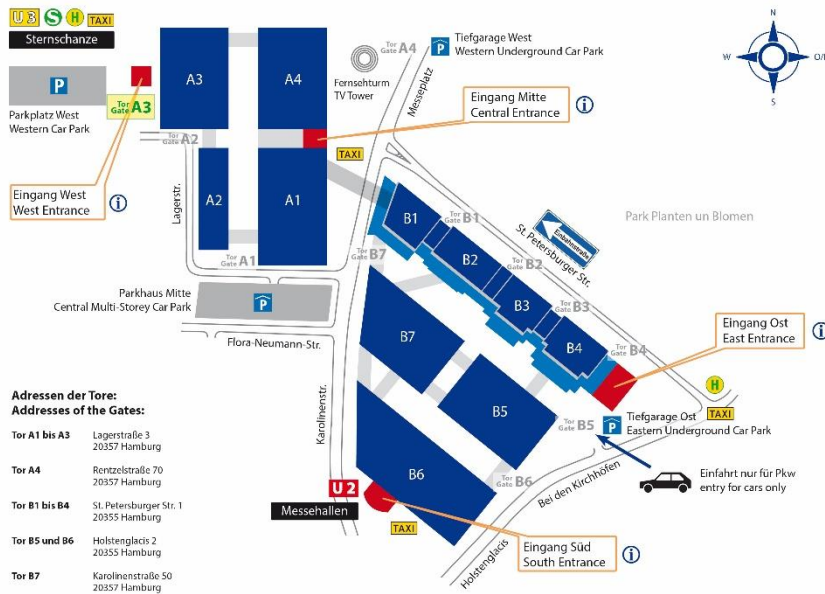 U3 S H TAXI
Sternschanze
P
Parkplatz West
Western Car Park
Tor
Gate A3
Eingang West
West Entrance
i
A3
A4
Tor
Gate A2
A2
A1
Lagerstr.
Tor
Gate A1
TAXI
Fernsehturm
TV Tower
Tor
Gate A4
Messeplatz
P
Tiefgarage West
Western Underground Car Park
Eingang Mitte
Central Entrance
i
N
W
O/E
S
Park Planten un Blomen
Einbahnstraße
St. Petersburger Str.
B1
Tor
Gate B1
B2
Tor
Gate B2
B3
Tor
Gate B3
B4
Tor
Gate B4
Tor
Gate B7
B7
B5
B6
Eingang Ost
East Entrance
i
H
TAXI
Tor
Gate B5
P
Tiefgarage Ost
Eastern Underground Car Park
Tor
Gate B6
Bei den Kirchhöfen
Einfahrt nur für Pkw
entry for cars only
Parkhaus Mitte
Central Multi-Storey Car Park
P
Flora-Neumann-Str.
Karolinenstr.
U2
Messehallen
TAXI
Eingang Süd
South Entrance
i
Holstenglacis
Adressen der Tore:
Addresses of the Gates:
Tor A1 bis A3 Lagerstraße 3
20357 Hamburg
Tor A4 Rentzelstraße 70
20357 Hamburg
Tor B1 bis B4 St. Petersburger Str. 1
20355 Hamburg
Tor B5 und B6 Holstenglacis 2
20355 Hamburg
Tor B7 Karolinenstraße 50
20357 Hamburg